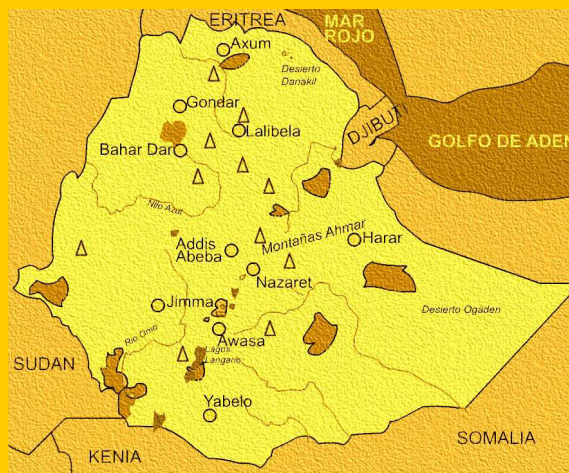 ERITREA
MAR
ROJO
Axum
Desierto
Danakil
Gondar
Lalibela
DJIBUTI
Bahar Dar
GOLFO DE ADEN
Nilo Azul
Montañas Ahmar
Harar
Addis
Abeba
Nazaret
Jimma
Desierto Ogaden
Rio Omo
Awasa
Lagos
Langano
SUDAN
Yabelo
SOMALIA
KENIA